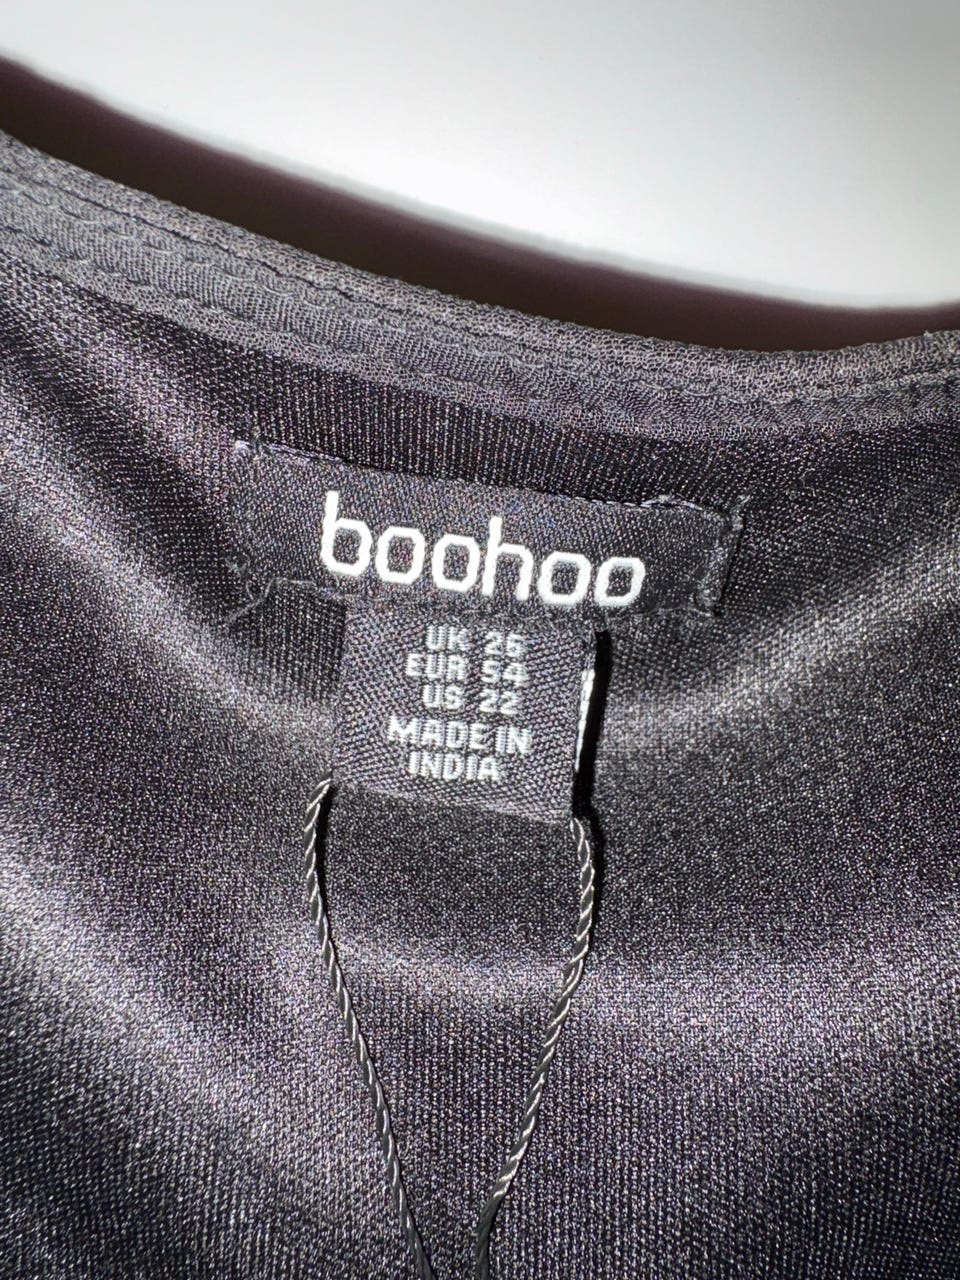 boohoo
UK 26
EUR 54
US 22
MADE IN
INDIA